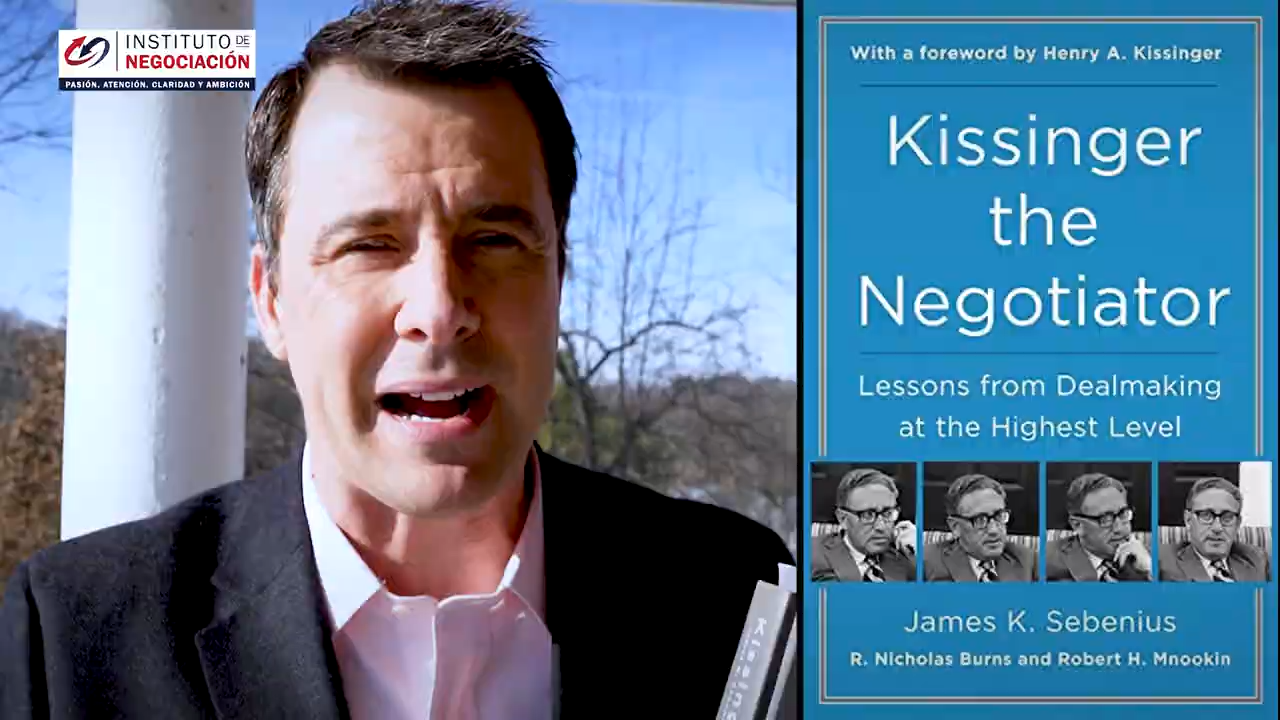 INSTITUTO DE
NEGOCIACIÓN
PASIÓN, ATENCIÓN, CLARIDAD Y AMBICIÓN
With a foreword by Henry A. Kissinger
Kissinger
the
Negotiator
Lessons from Dealmaking
at the Highest Level
James K. Sebenius
R. Nicholas Burns and Robert H. Mnookin